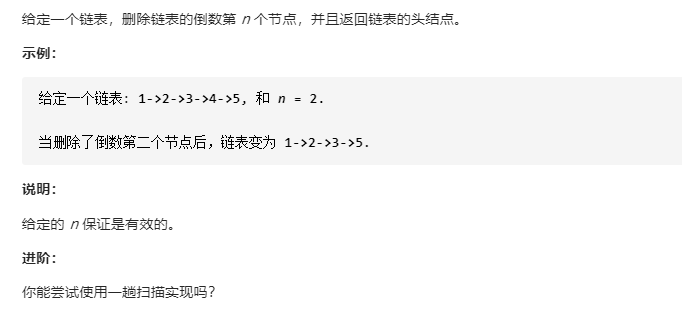 给定一个链表，删除链表的倒数第 n 个节点，并且返回链表的头结点。
示例：
给定一个链表: 1->2->3->4->5, 和 n = 2.
当删除了倒数第二个节点后，链表变为 1->2->3->5.
说明：
给定的 n 保证是有效的。
进阶：
你能尝试使用一趟扫描实现吗？